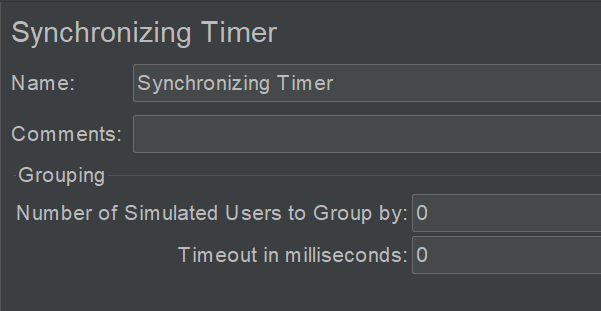 Synchronizing Timer
Name: Synchronizing Timer
Comments:
Grouping
Number of Simulated Users to Group by: 0
Timeout in milliseconds: 0